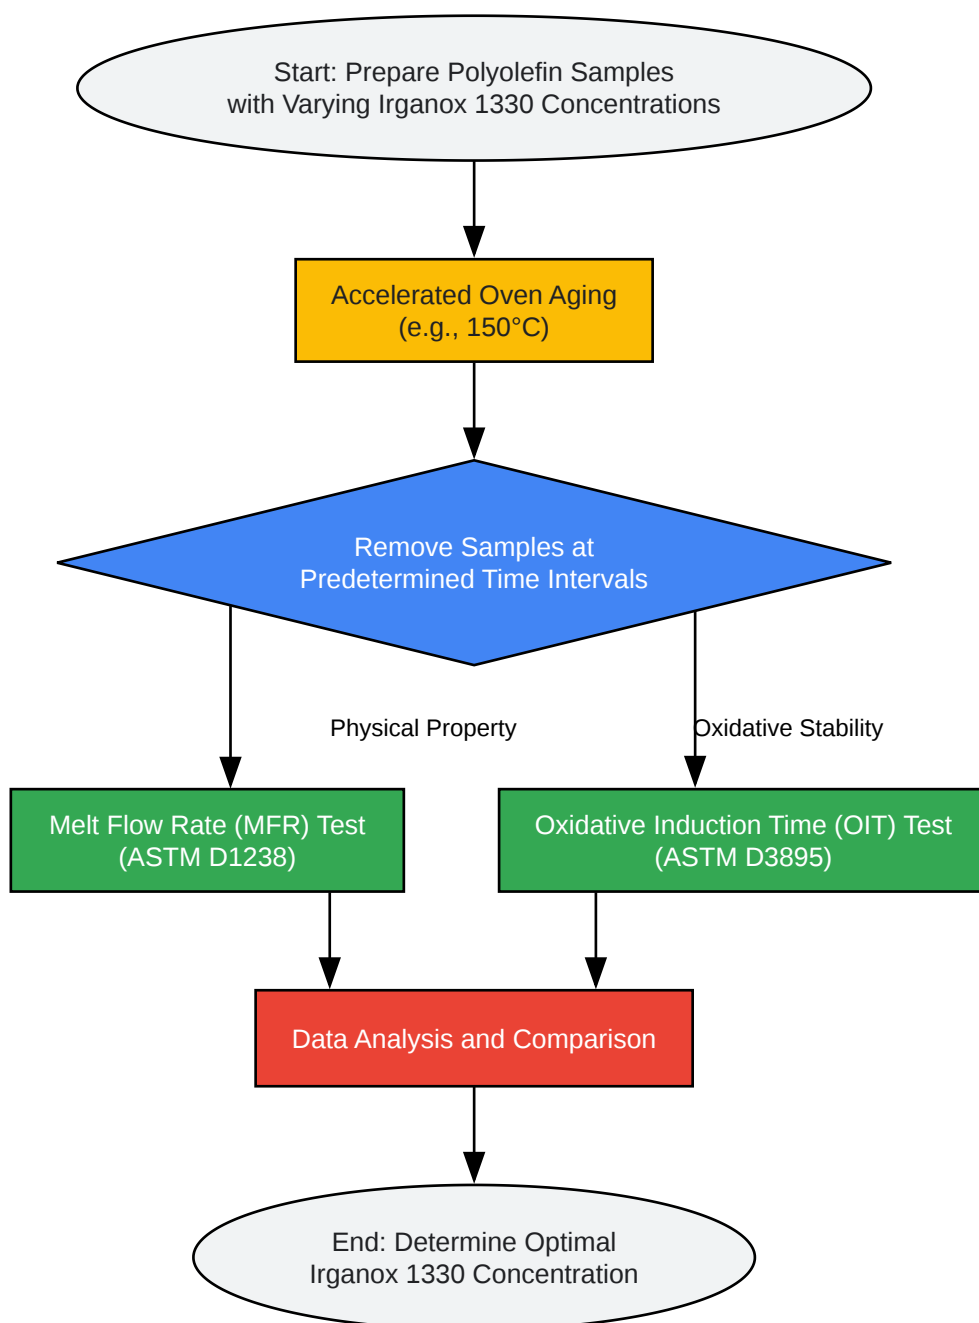 Start: Prepare Polyolefin Samples
with Varying Irganox 1330 Concentrations
Accelerated Oven Aging
(e.g., 150°C)
Remove Samples at
Predetermined Time Intervals
Physical Property
Oxidative Stability
Melt Flow Rate (MFR) Test
(ASTM D1238)
Oxidative Induction Time (OIT) Test
(ASTM D3895)
Data Analysis and Comparison
End: Determine Optimal
Irganox 1330 Concentration